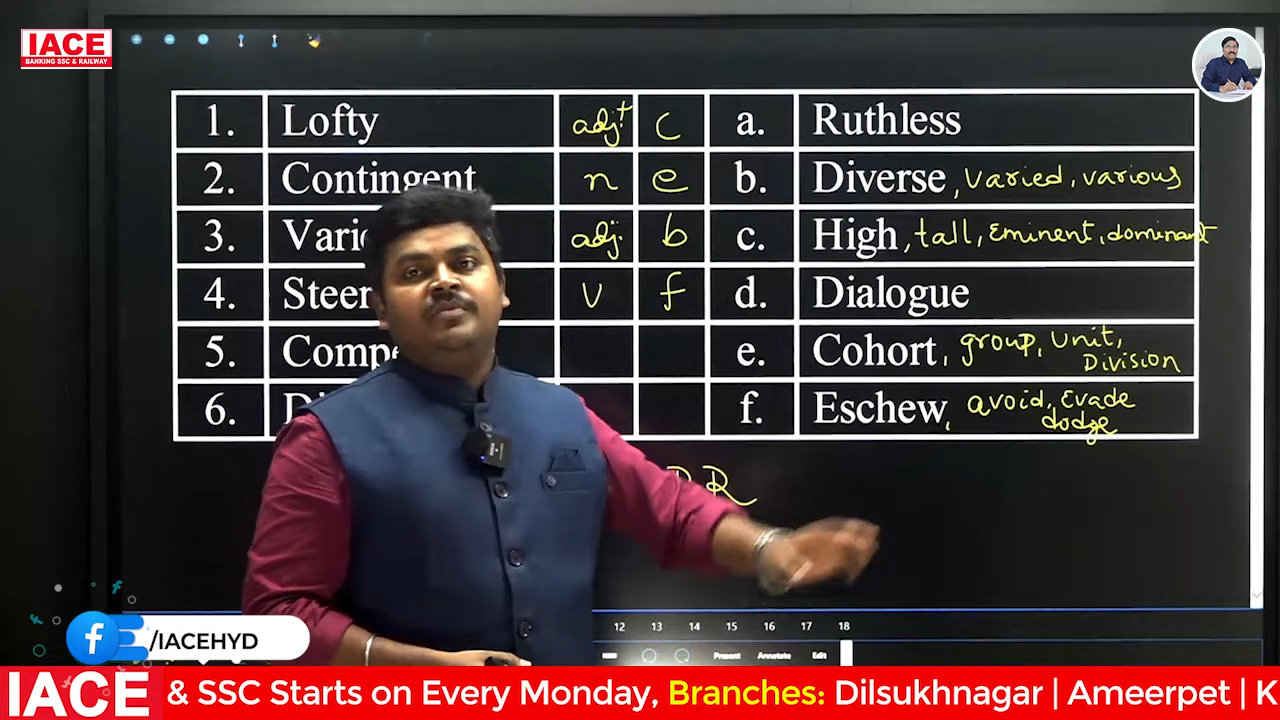 IACE
BANKING SSC & RAILWAY
1. Lofty adj. c a. Ruthless
2. Contingent n e b. Diverse, varied, various
3. adj. b c. High, tall, Eminent, dominant
4. Steer v f d. Dialogue
5. e. Cohort, group, Unit, Division
6. f. Eschew, avoid, Evade dodge
R
12 13 14 15 16 17 18
Present Annotate Edit
f /IACEHYD
IACE & SSC Starts on Every Monday, Branches: Dilsukhnagar | Ameerpet | K